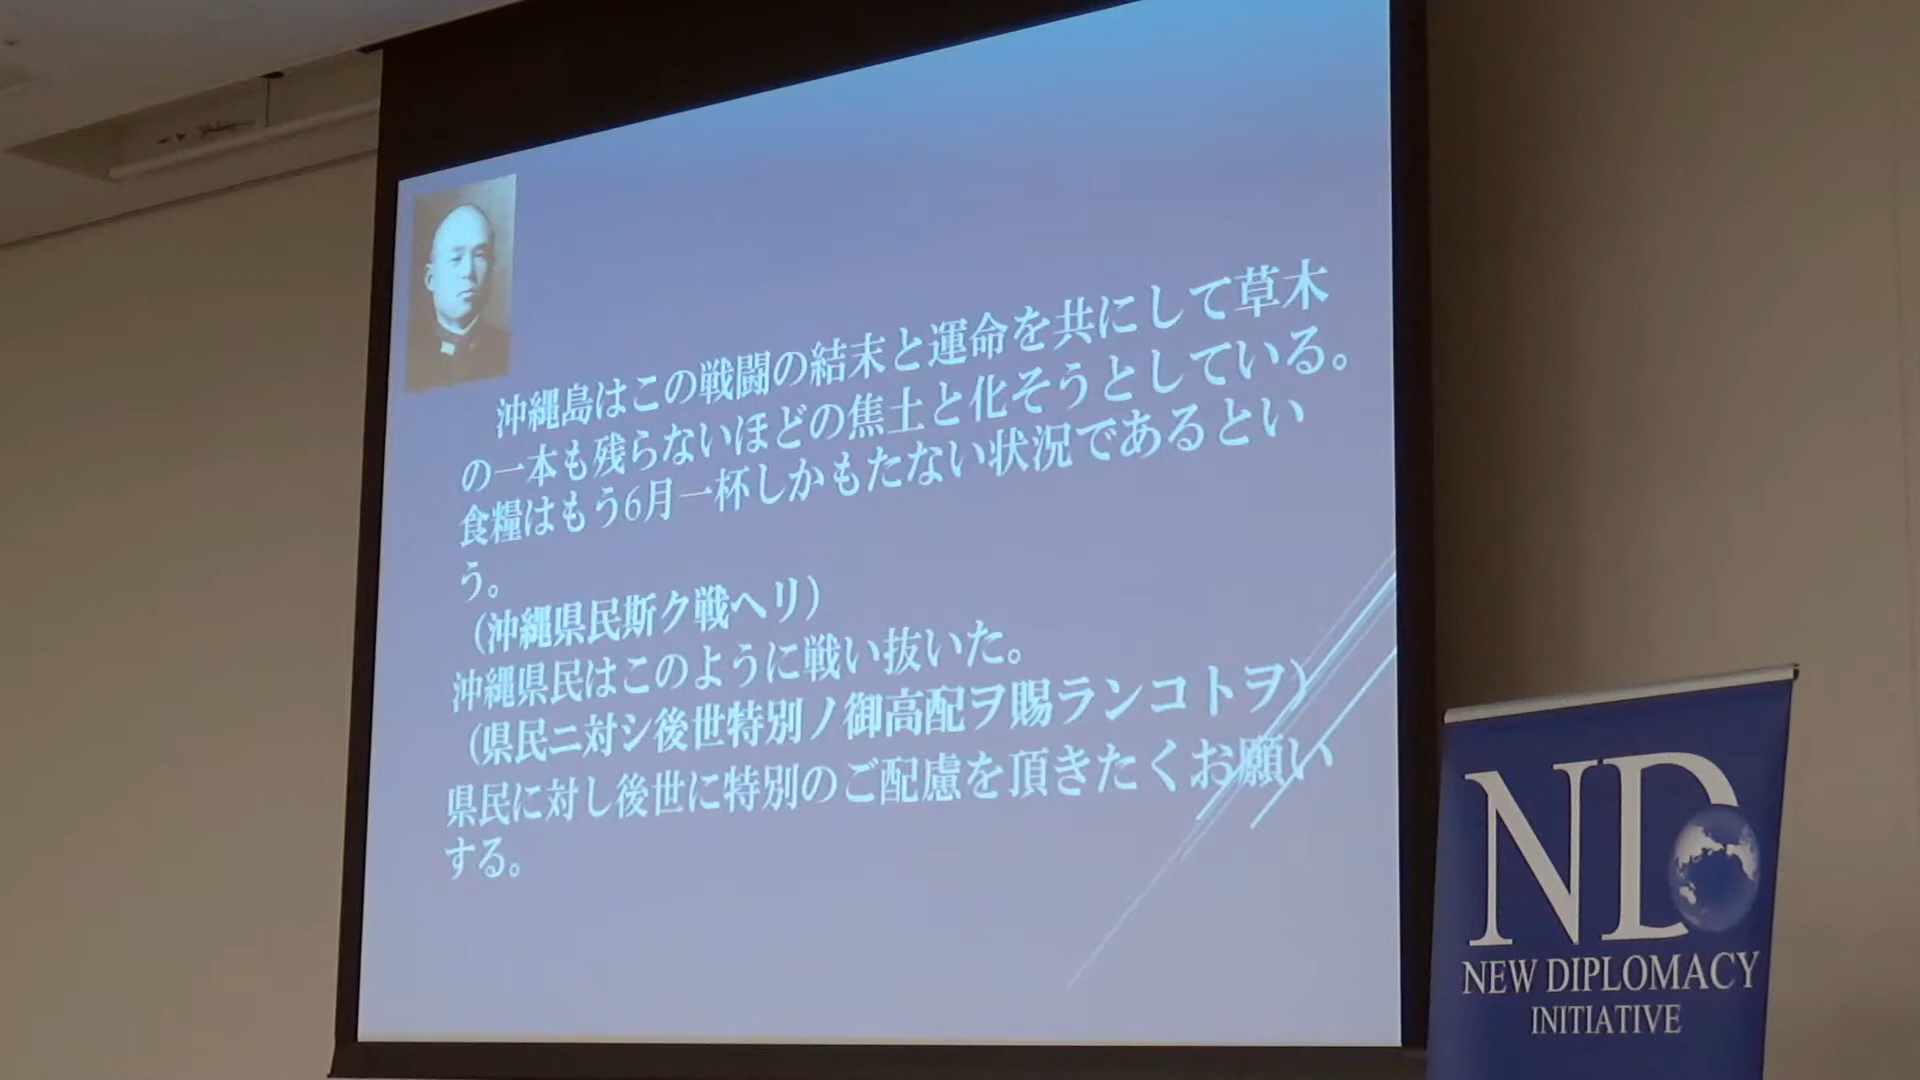 沖縄島はこの戦闘の結末と運命を共にして草木
の一本も残らないほどの焦土と化そうとしている。
食糧はもう6月一杯しかもたない状況であるとい
う。
（沖縄県民斯ク戦ヘリ）
沖縄県民はこのように戦い抜いた。
（県民ニ対シ後世特別ノ御高配ヲ賜ランコトヲ）
県民に対し後世に特別のご配慮を頂きたくお願い
する。
ND
NEW DIPLOMACY
INITIATIVE